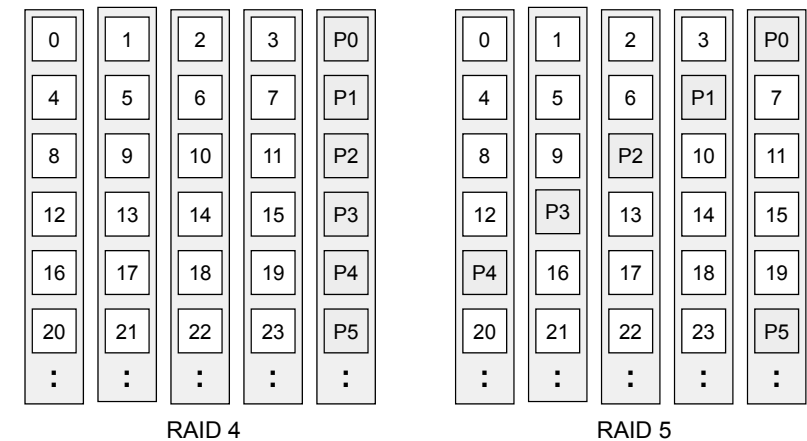 0 1 2 3 P0 0 1 2 3 P0
4 5 6 7 P1 4 5 6 P1 7
8 9 10 11 P2 8 9 P2 10 11
12 13 14 15 P3 12 P3 13 14 15
16 17 18 19 P4 P4 16 17 18 19
20 21 22 23 P5 20 21 22 23 P5
: : : : : : : : : :
RAID 4 RAID 5